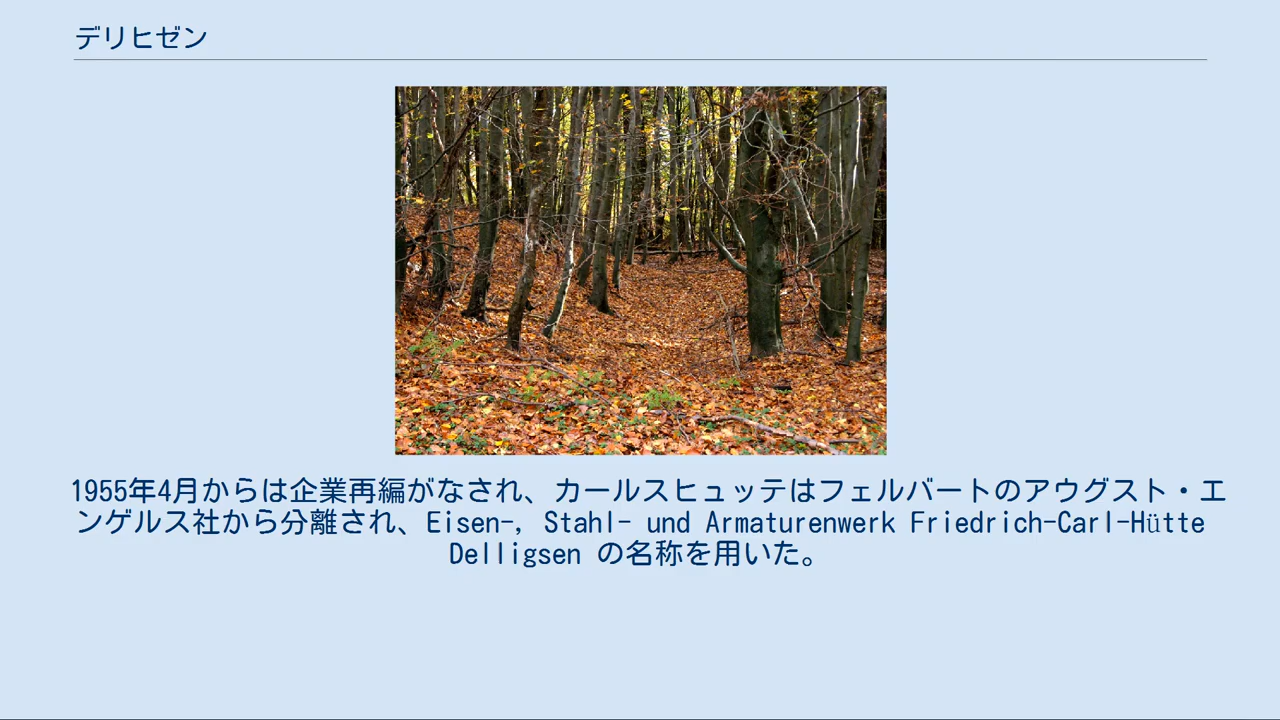 デリヒゼン
1955年4月からは企業再編がなされ、カールスヒュッテはフェルバートのアウグスト・エ
ンゲルス社から分離され、Eisen-, Stahl- und Armaturenwerk Friedrich-Carl-Hütte
Delligsen の名称を用いた。